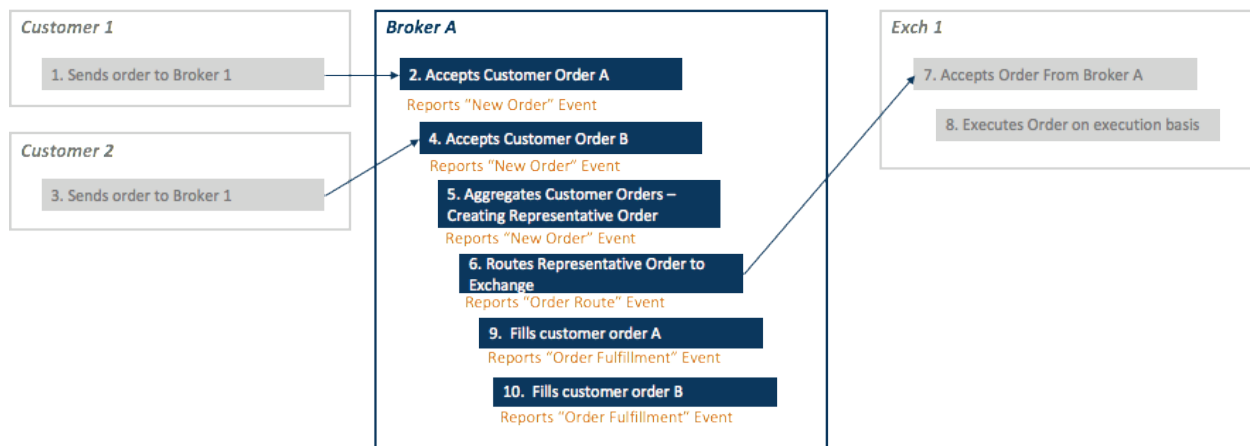 Customer 1
1. Sends order to Broker 1
Customer 2
3. Sends order to Broker 1
Broker A
2. Accepts Customer Order A
Reports “New Order” Event
4. Accepts Customer Order B
Reports “New Order” Event
5. Aggregates Customer Orders –
Creating Representative Order
Reports “New Order” Event
6. Routes Representative Order to
Exchange
Reports “Order Route” Event
9. Fills customer order A
Reports “Order Fulfillment” Event
10. Fills customer order B
Reports “Order Fulfillment” Event
Exch 1
7. Accepts Order From Broker A
8. Executes Order on execution basis